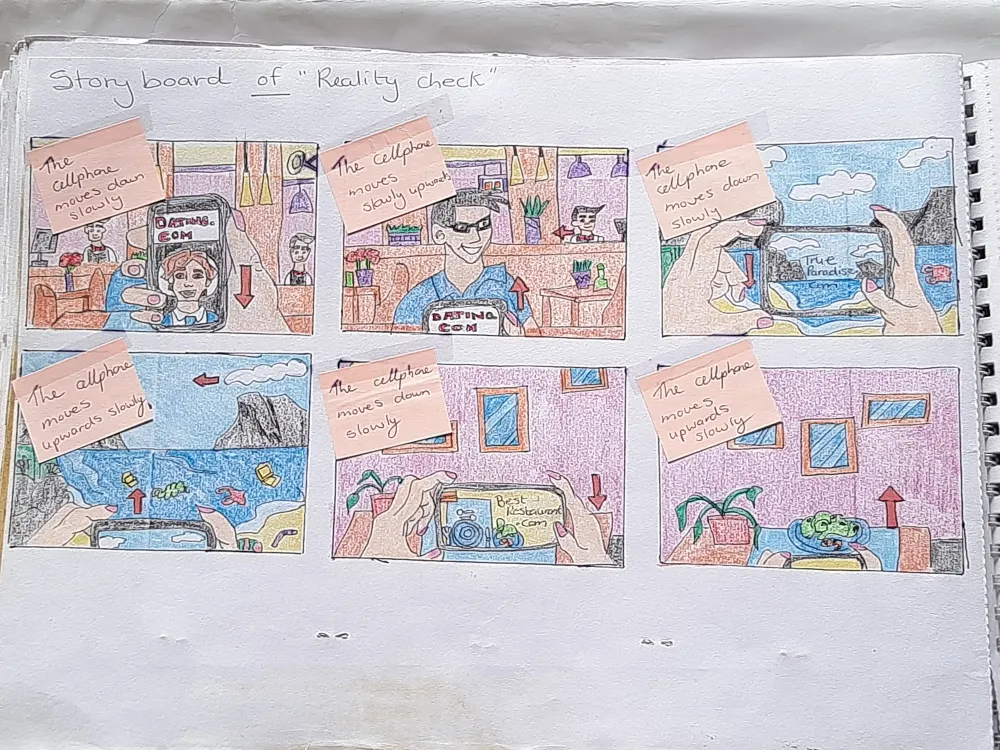 Storyboard of "Reality check"
The
cellphone
moves down
slowly
DATING.
COM
The cellphone
moves
slowly upwards
DATING
COM
The
cellphone
moves down
slowly
True
Paradise.
com
The cellphone
moves
upwards slowly.
The cellphone
moves down
slowly
Best
Restaurant
.com
The cellphone
moves
upwards
slowly